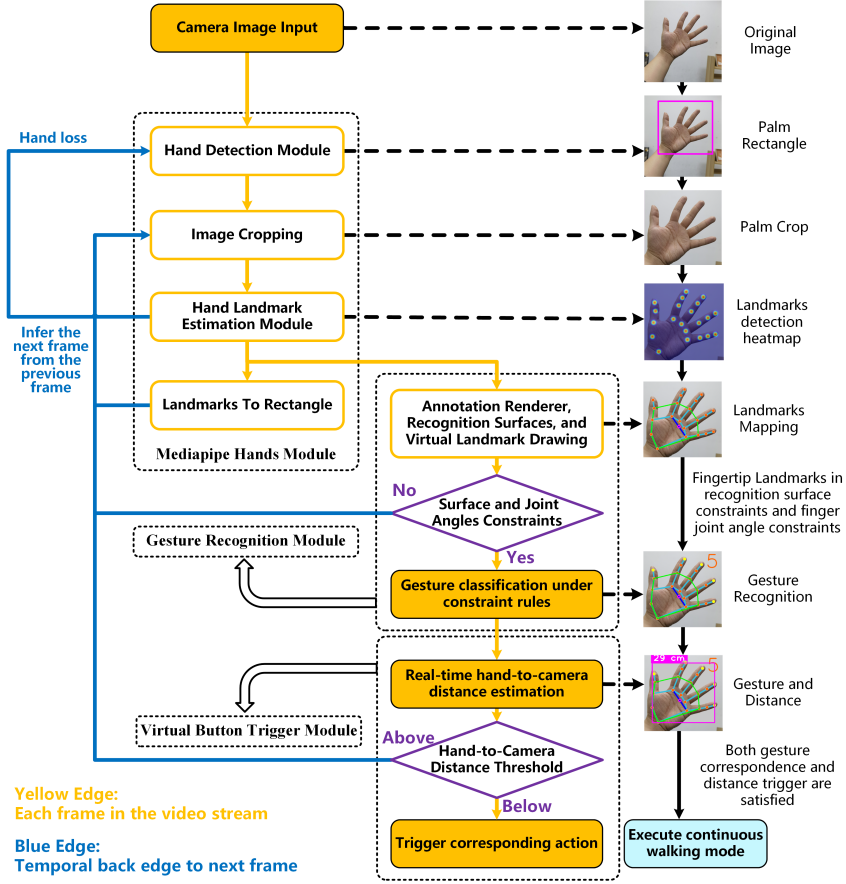 Camera Image Input
Original
Image
Hand loss
Hand Detection Module
Palm
Rectangle
Image Cropping
Palm Crop
Hand Landmark
Estimation Module
Landmarks
detection
heatmap
Infer the
next frame
from the
previous
frame
Landmarks To Rectangle
Mediapipe Hands Module
Annotation Renderer,
Recognition Surfaces, and
Virtual Landmark Drawing
Landmarks
Mapping
No
Surface and Joint
Angles Constraints
Yes
Fingertip Landmarks in
recognition surface
constraints and finger
joint angle constraints
Gesture Recognition Module
Gesture classification under
constraint rules
5
Gesture
Recognition
Real-time hand-to-camera
distance estimation
29 cm
5
Gesture and
Distance
Virtual Button Trigger Module
Above
Hand-to-Camera
Distance Threshold
Below
Both gesture
correspondence and
distance trigger are
satisfied
Trigger corresponding action
Execute continuous
walking mode
Yellow Edge:
Each frame in the video stream
Blue Edge:
Temporal back edge to next frame